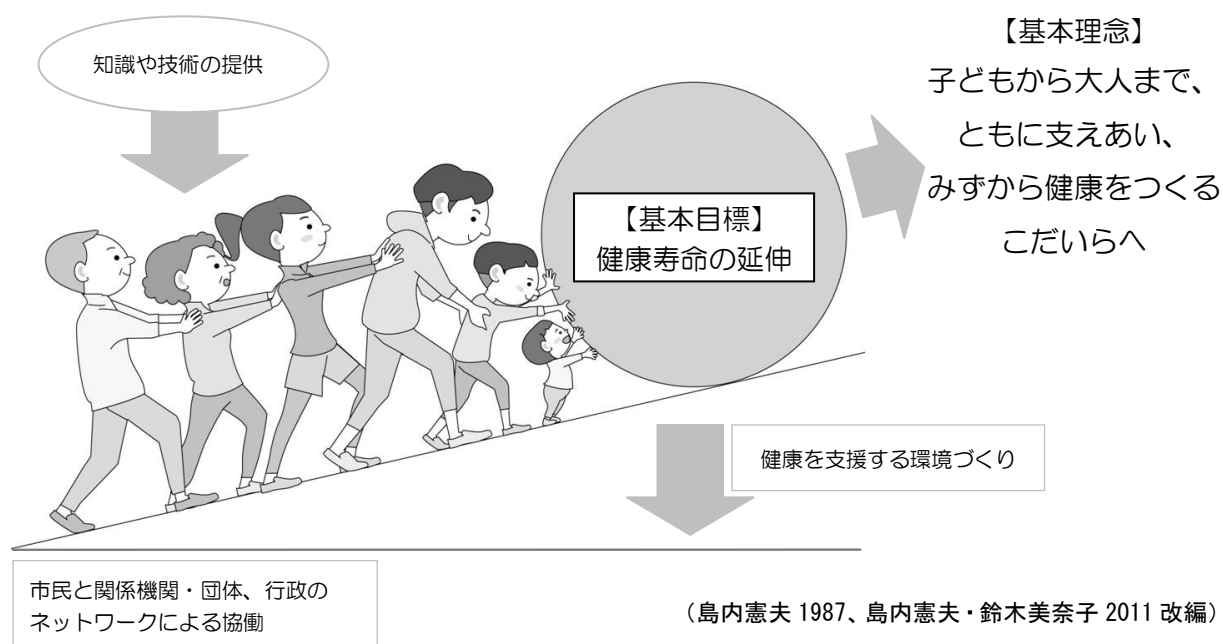 知識や技術の提供
【基本理念】
子どもから大人まで、
ともに支えあい、
みずから健康をつくる
こだいらへ
【基本目標】
健康寿命の延伸
健康を支援する環境づくり
市民と関係機関・団体、行政の
ネットワークによる協働
（島内憲夫 1987、島内憲夫・鈴木美奈子 2011 改編）